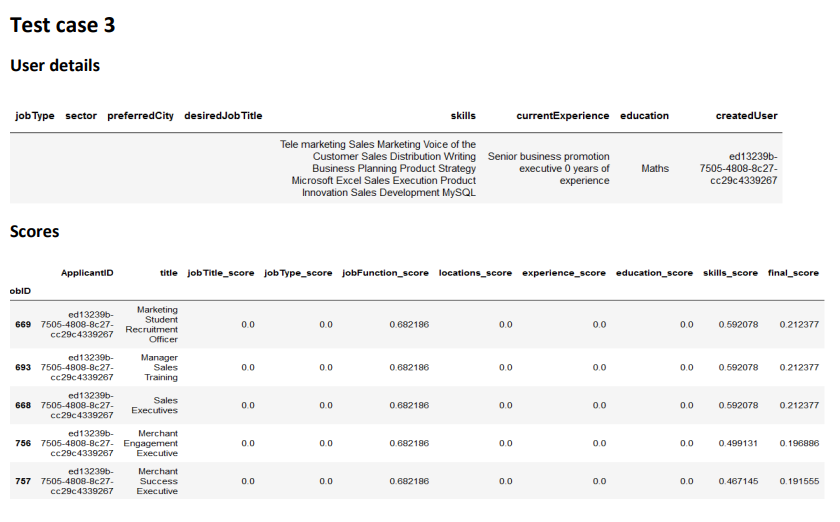 Test case 3
User details
jobType sector preferredCity desiredJobTitle skills currentExperience education createdUser
Tele marketing Sales Marketing Voice of the
Customer Sales Distribution Writing
Business Planning Product Strategy
Microsoft Excel Sales Execution Product
Innovation Sales Development MySQL
Senior business promotion
executive 0 years of
experience
Maths
ed13239b-
7505-4808-8c27-
cc29c4339267
Scores
ApplicantID title jobTitle_score jobType_score jobFunction_score locations_score experience_score education_score skills_score final_score
obID
669
ed13239b-
7505-4808-8c27-
cc29c4339267
Marketing
Student
Recruitment
Officer
0.0 0.0 0.682186 0.0 0.0 0.0 0.592078 0.212377
693
ed13239b-
7505-4808-8c27-
cc29c4339267
Manager
Sales
Training
0.0 0.0 0.682186 0.0 0.0 0.0 0.592078 0.212377
668
ed13239b-
7505-4808-8c27-
cc29c4339267
Sales
Executives
0.0 0.0 0.682186 0.0 0.0 0.0 0.592078 0.212377
756
ed13239b-
7505-4808-8c27-
cc29c4339267
Merchant
Engagement
Executive
0.0 0.0 0.682186 0.0 0.0 0.0 0.499131 0.196886
757
ed13239b-
7505-4808-8c27-
cc29c4339267
Merchant
Success
Executive
0.0 0.0 0.682186 0.0 0.0 0.0 0.467145 0.191555